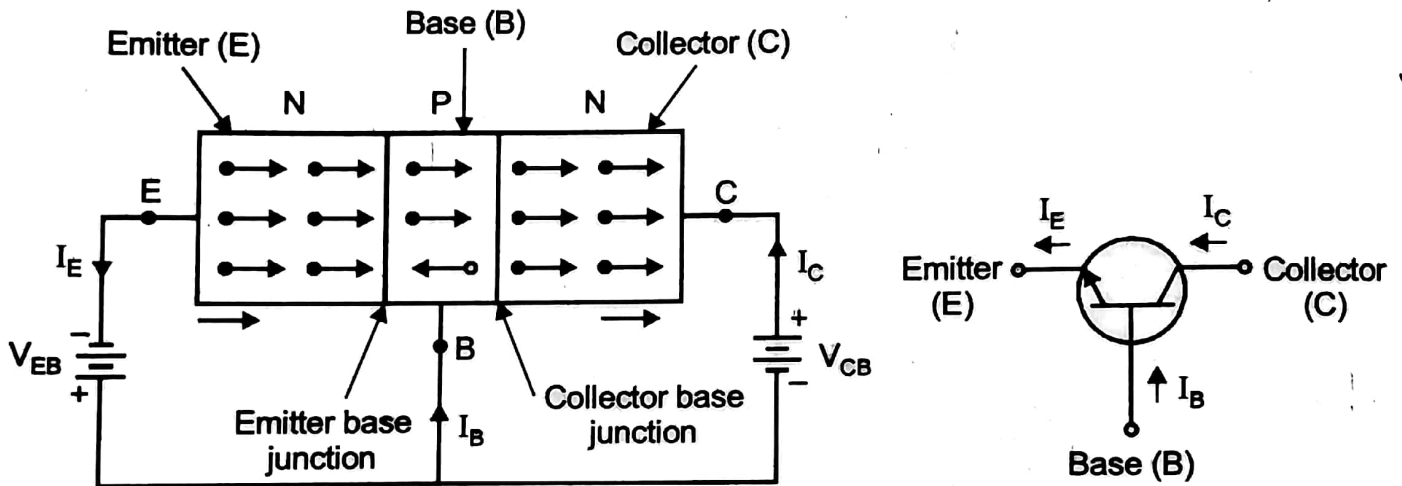 Base (B)
Emitter (E)
Collector (C)
N
P
N
E
C
I_E
I_C
I_E
I_C
Emitter
(E)
Collector
(C)
−
V_EB
+
+
V_CB
−
B
Emitter base
junction
I_B
Collector base
junction
I_B
Base (B)